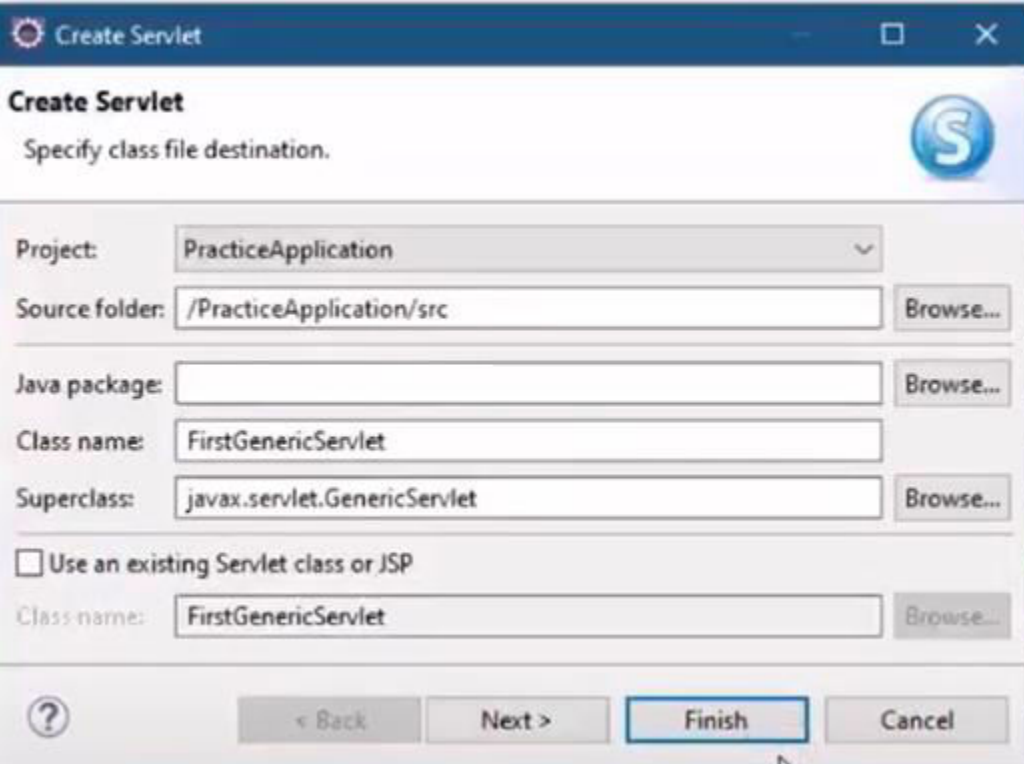 Create Servlet
Create Servlet
Specify class file destination.
S
Project: PracticeApplication
Source folder: /PracticeApplication/src Browse...
Java package: Browse...
Class name: FirstGenericServlet
Superclass: javax.servlet.GenericServlet Browse...
Use an existing Servlet class or JSP
Class name: FirstGenericServlet Browse...
? < Back Next > Finish Cancel